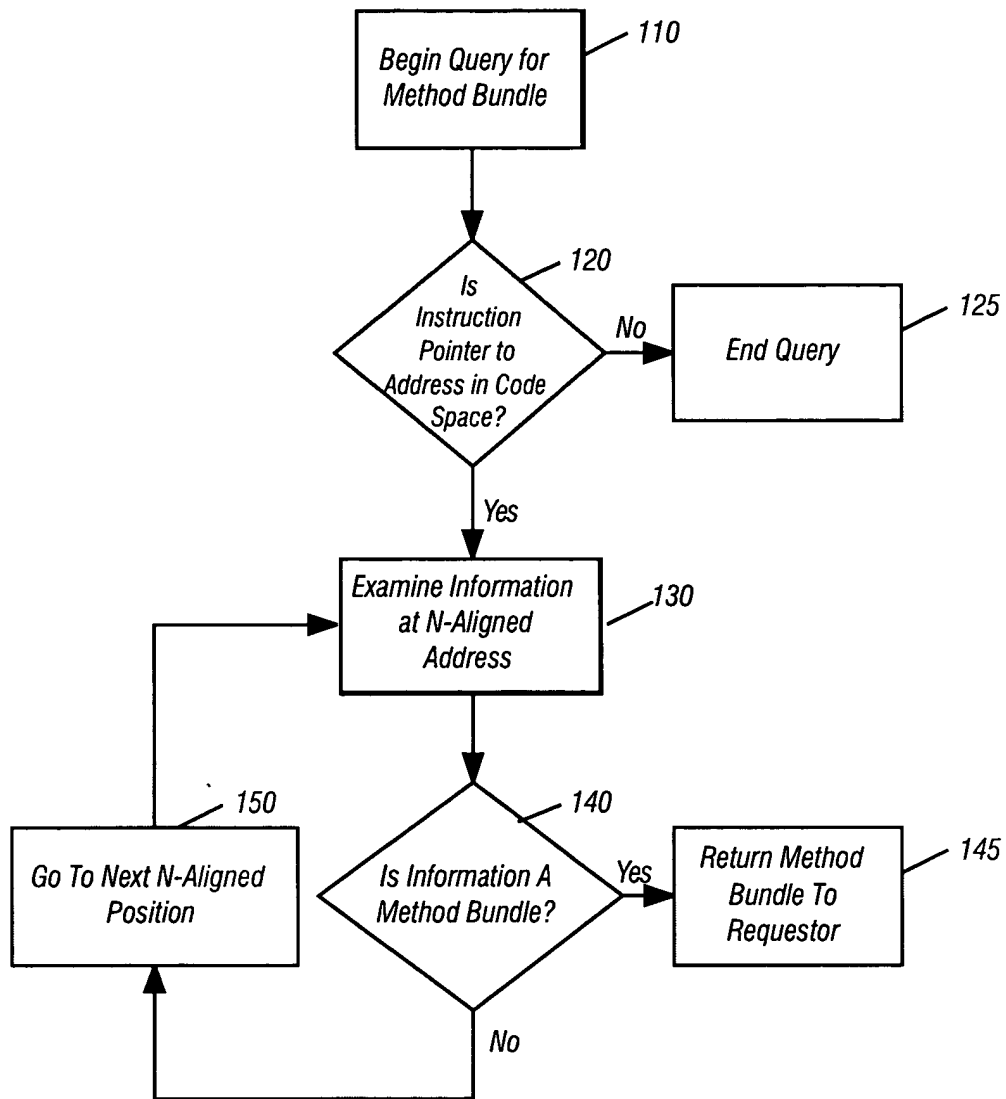 110
Begin Query for
Method Bundle
120
Is
Instruction
Pointer to
Address in Code
Space?
No
125
End Query
Yes
Examine Information
at N-Aligned
Address
130
150
Go To Next N-Aligned
Position
140
Is Information A
Method Bundle?
Yes
145
Return Method
Bundle To
Requestor
No